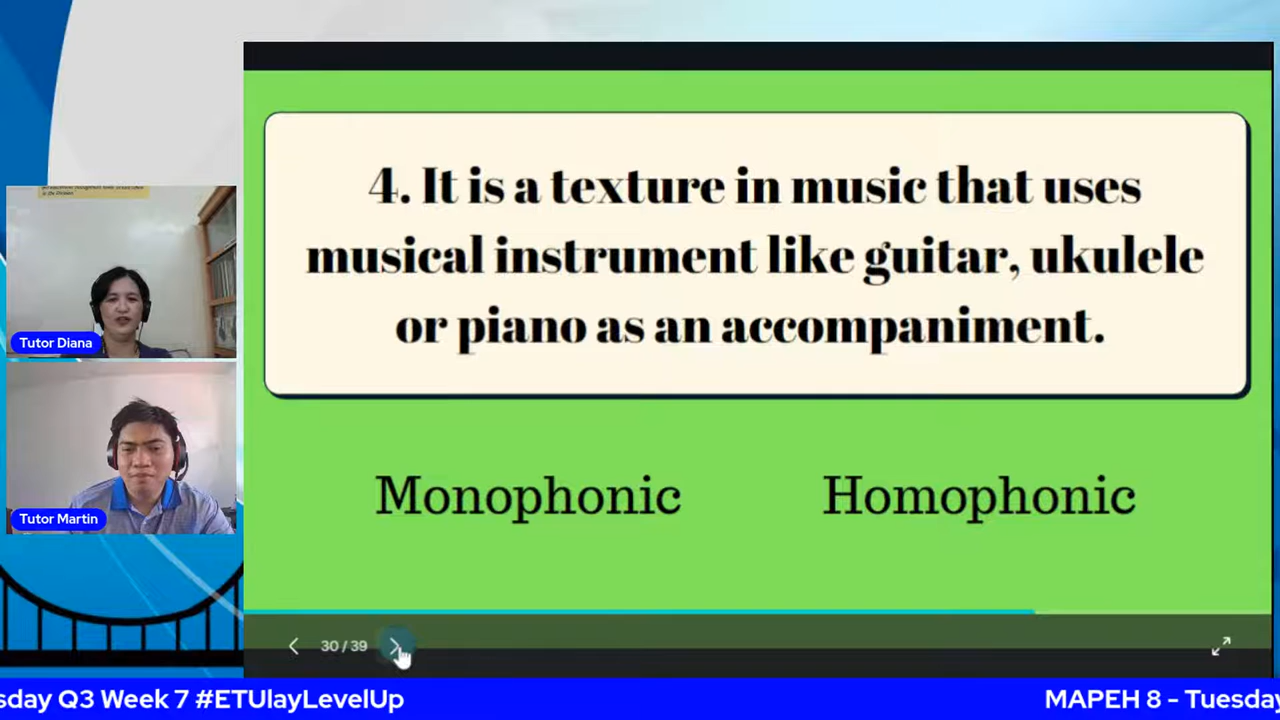 4. It is a texture in music that uses
musical instrument like guitar, ukulele
or piano as an accompaniment.
Monophonic
Homophonic
Tutor Diana
Tutor Martin
30 / 39
sday Q3 Week 7 #ETUlayLevelUp
MAPEH 8 - Tuesday